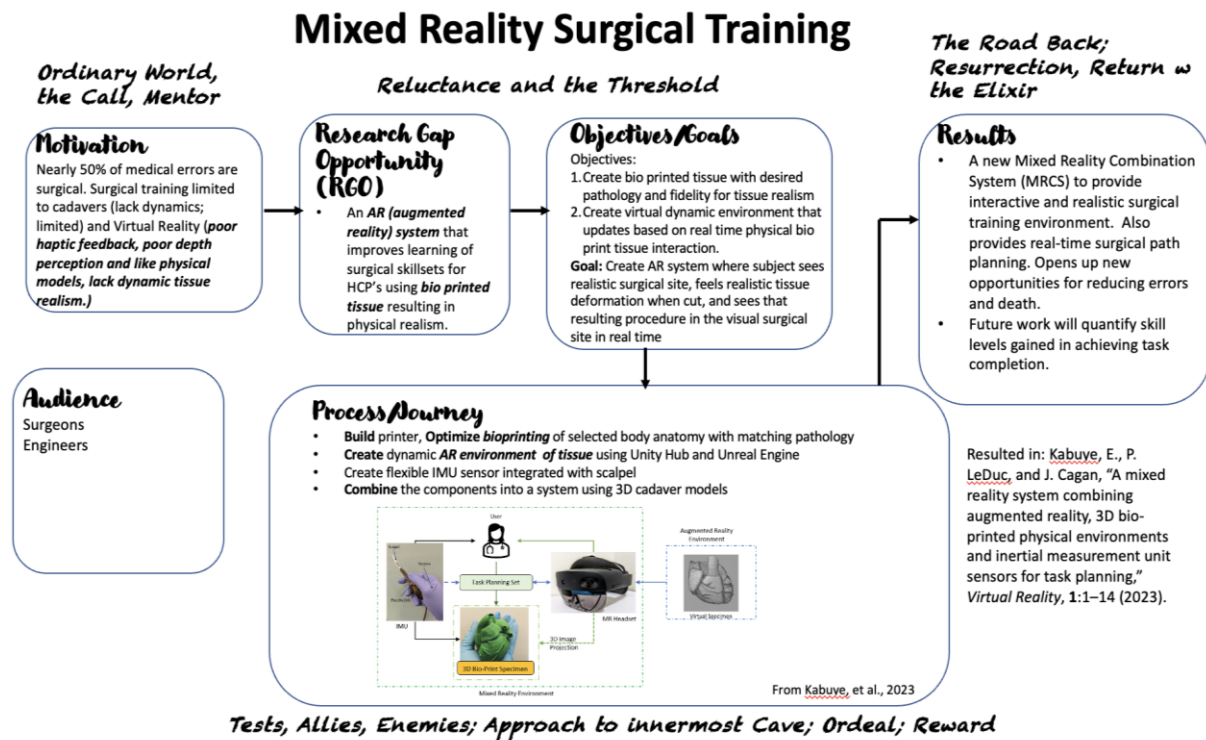 Mixed Reality Surgical Training
Ordinary World,
the Call, Mentor
Reluctance and the Threshold
The Road Back;
Resurrection, Return w
the Elixir
Motivation
Nearly 50% of medical errors are
surgical. Surgical training limited
to cadavers (lack dynamics;
limited) and Virtual Reality (poor
haptic feedback, poor depth
perception and like physical
models, lack dynamic tissue
realism.)
Research Gap
Opportunity
(RGO)
• An AR (augmented
reality) system that
improves learning of
surgical skillsets for
HCP's using bio printed
tissue resulting in
physical realism.
Objectives/Goals
Objectives:
1. Create bio printed tissue with desired
pathology and fidelity for tissue realism
2. Create virtual dynamic environment that
updates based on real time physical bio
print tissue interaction.
Goal: Create AR system where subject sees
realistic surgical site, feels realistic tissue
deformation when cut, and sees that
resulting procedure in the visual surgical
site in real time
Results
• A new Mixed Reality Combination
System (MRCS) to provide
interactive and realistic surgical
training environment. Also
provides real-time surgical path
planning. Opens up new
opportunities for reducing errors
and death.
• Future work will quantify skill
levels gained in achieving task
completion.
Audience
Surgeons
Engineers
Process/Journey
• Build printer, Optimize bioprinting of selected body anatomy with matching pathology
• Create dynamic AR environment of tissue using Unity Hub and Unreal Engine
• Create flexible IMU sensor integrated with scalpel
• Combine the components into a system using 3D cadaver models
User
Augmented Reality
Environment
Task Planning Set
IMU
MR Headset
Virtual Specimen
3D Image
Projection
3D Bio-Print Specimen
Mixed Reality Environment
From Kabuye, et al., 2023
Resulted in: Kabuye, E., P.
LeDuc, and J. Cagan, “A mixed
reality system combining
augmented reality, 3D bio-
printed physical environments
and inertial measurement unit
sensors for task planning,”
Virtual Reality, 1:1–14 (2023).
Tests, Allies, Enemies; Approach to innermost Cave; Ordeal; Reward